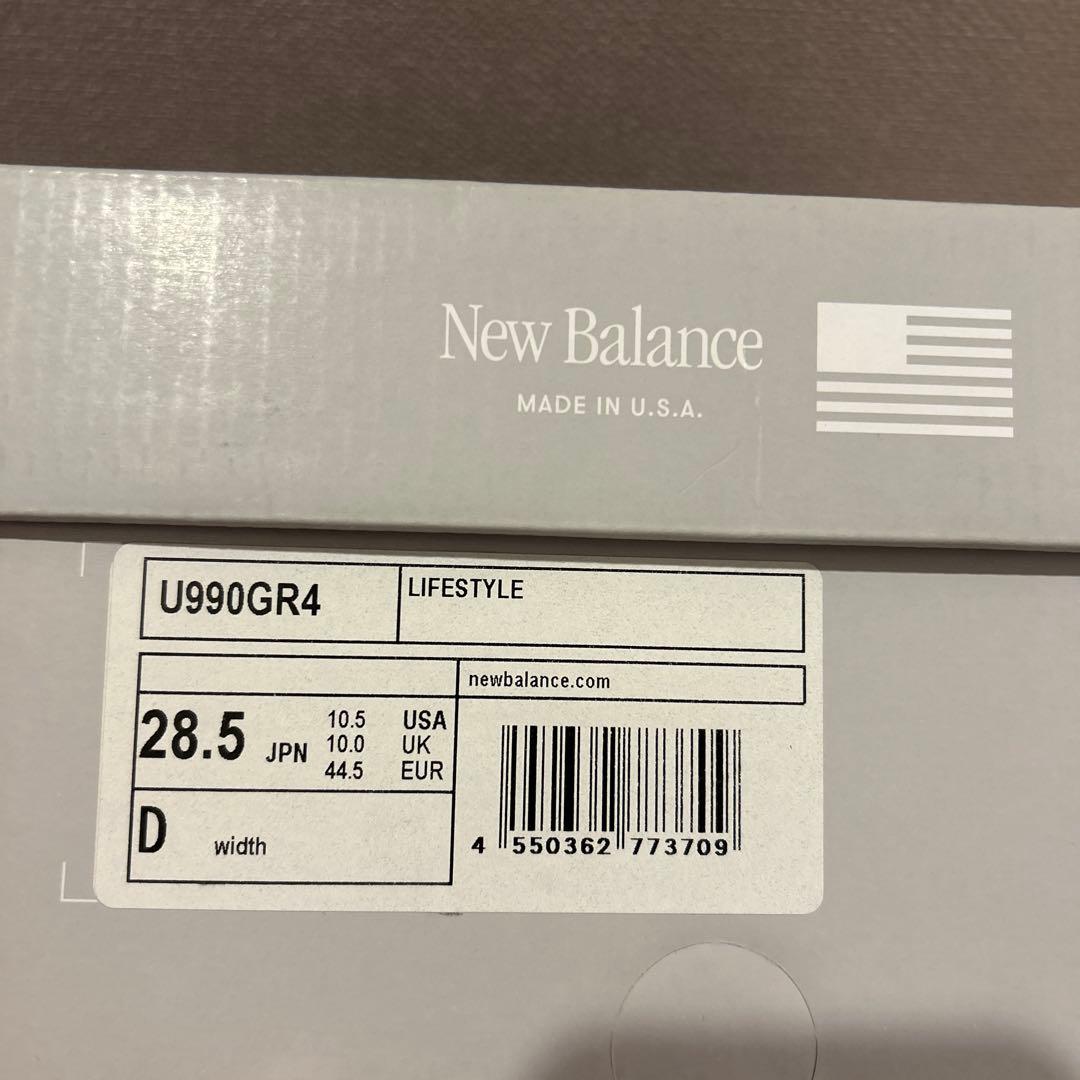 New Balance
MADE IN U.S.A.
U990GR4
LIFESTYLE
newbalance.com
28.5 JPN
10.5 USA
10.0 UK
44.5 EUR
D width
4 550362 773709